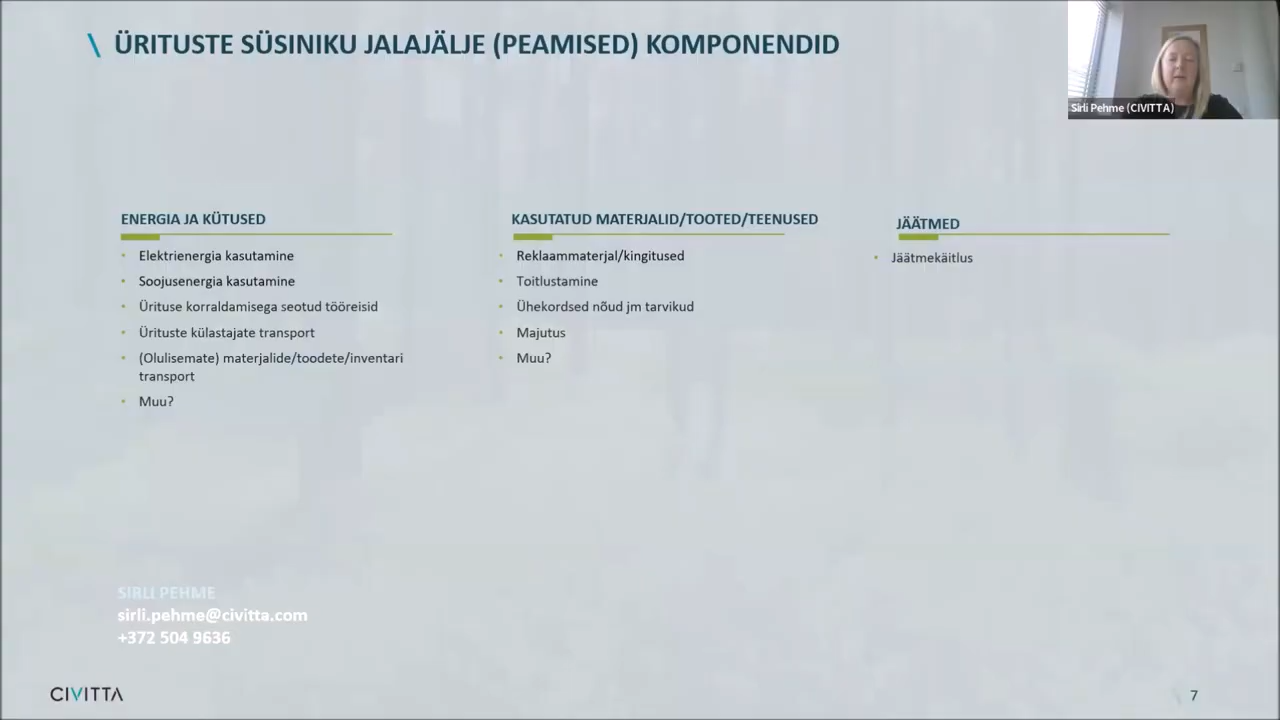 \ ÜRITUSTE SÜSINIKU JALAJÄLJE (PEAMISED) KOMPONENDID
Sirli Pehme (CIVITTA)
ENERGIA JA KÜTUSED
• Elektrienergia kasutamine
• Soojusenergia kasutamine
• Ürituse korraldamisega seotud tööreisid
• Ürituste külastajate transport
• (Olulisemate) materjalide/toodete/inventari
transport
• Muu?
KASUTATUD MATERJALID/TOOTED/TEENUSED
• Reklaammaterjal/kingitused
• Toitlustamine
• Ühekordsed nõud jm tarvikud
• Majutus
• Muu?
JÄÄTMED
• Jäätmekäitlus
SIRLI PEHME
sirli.pehme@civitta.com
+372 504 9636
CIVITTA
7